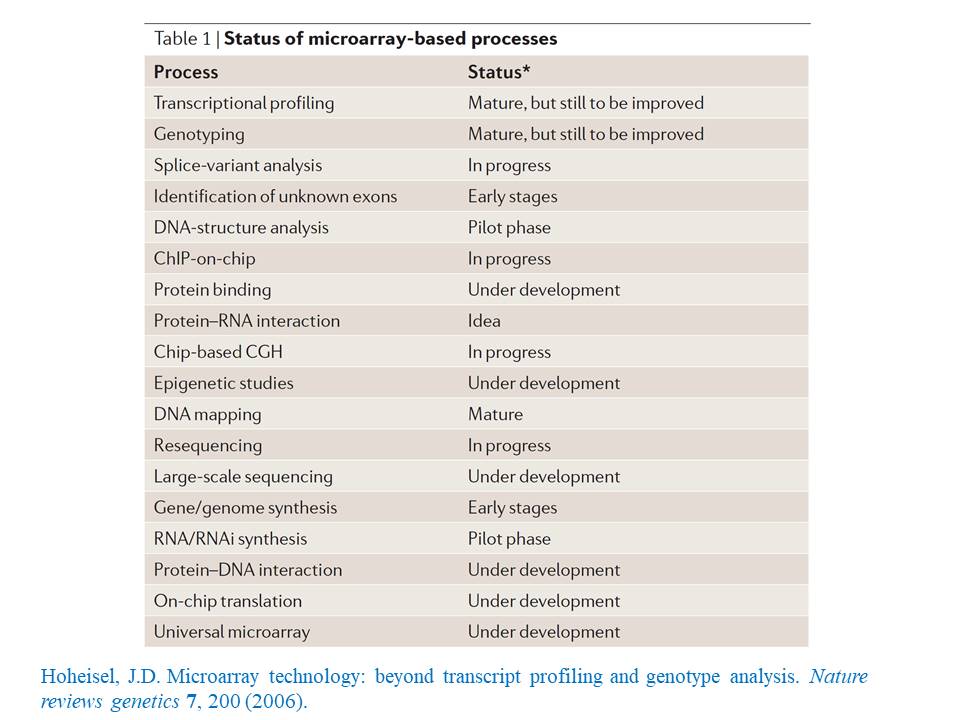 Table 1 | Status of microarray-based processes
Process Status*
Transcriptional profiling Mature, but still to be improved
Genotyping Mature, but still to be improved
Splice-variant analysis In progress
Identification of unknown exons Early stages
DNA-structure analysis Pilot phase
ChIP-on-chip In progress
Protein binding Under development
Protein–RNA interaction Idea
Chip-based CGH In progress
Epigenetic studies Under development
DNA mapping Mature
Resequencing In progress
Large-scale sequencing Under development
Gene/genome synthesis Early stages
RNA/RNAi synthesis Pilot phase
Protein–DNA interaction Under development
On-chip translation Under development
Universal microarray Under development
Hoheisel, J.D. Microarray technology: beyond transcript profiling and genotype analysis. Nature
reviews genetics 7, 200 (2006).